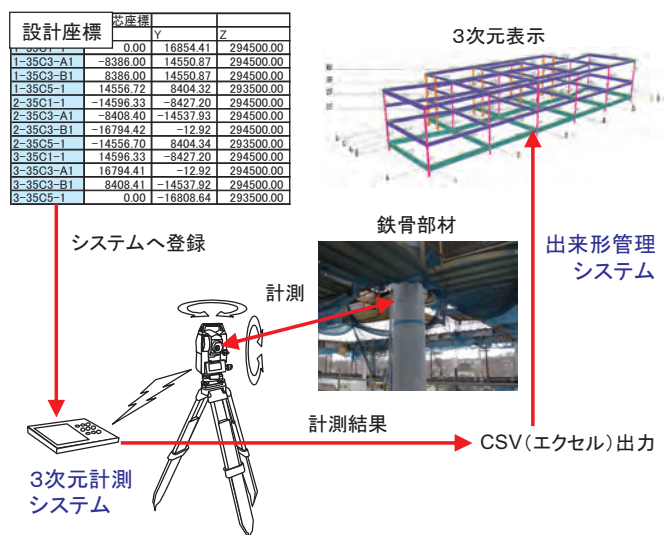 設計座標
芯座標
Y Z
1-35C1-1 0.00 16854.41 294500.00
1-35C3-A1 -8386.00 14550.87 294500.00
1-35C3-B1 8386.00 14550.87 294500.00
1-35C5-1 14556.72 8404.32 293500.00
2-35C1-1 -14596.33 -8427.20 294500.00
2-35C3-A1 -8408.40 -14537.93 294500.00
2-35C3-B1 -16794.42 -12.92 294500.00
2-35C5-1 -14556.70 8404.34 293500.00
3-35C1-1 14596.33 -8427.20 294500.00
3-35C3-A1 16794.41 -12.92 294500.00
3-35C3-B1 8408.41 -14537.92 294500.00
3-35C5-1 0.00 -16808.64 293500.00
3次元表示
システムへ登録
鉄骨部材
計測
出来形管理
システム
計測結果
CSV(エクセル)出力
3次元計測
システム